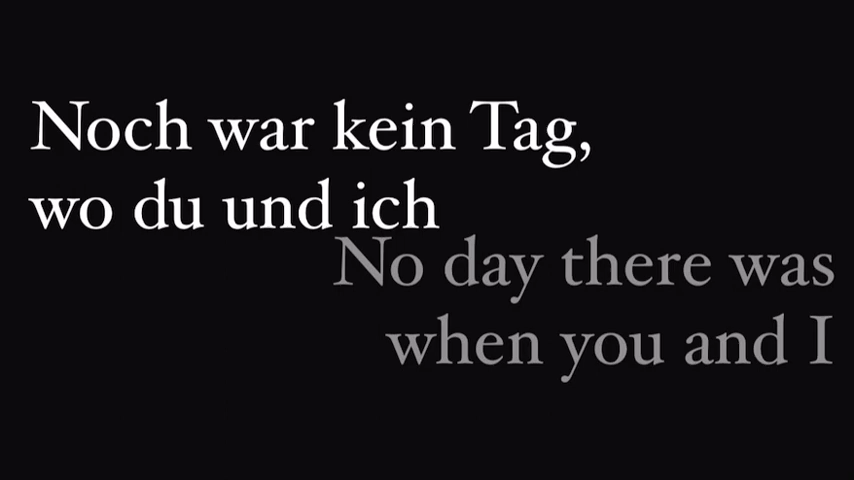 Noch war kein Tag,
wo du und ich
No day there was
when you and I